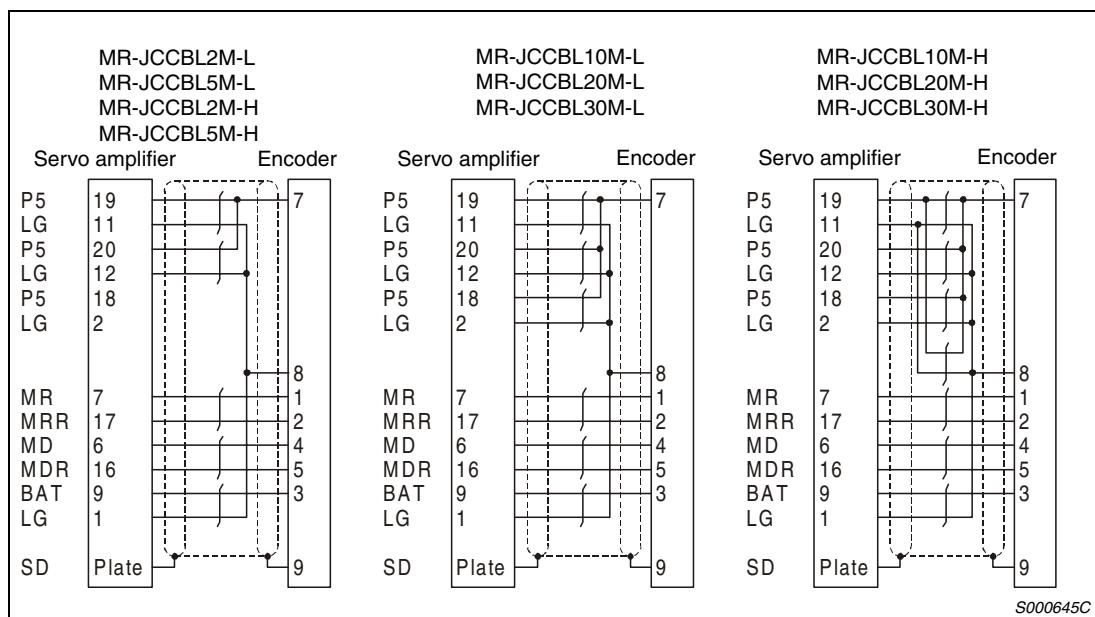 MR-JCCBL2M-L
MR-JCCBL5M-L
MR-JCCBL2M-H
MR-JCCBL5M-H
Servo amplifier Encoder
P5 19 7
LG 11
P5 20
LG 12
P5 18
LG 2
8
MR 7 1
MRR 17 2
MD 6 4
MDR 16 5
BAT 9 3
LG 1
SD Plate 9
MR-JCCBL10M-L
MR-JCCBL20M-L
MR-JCCBL30M-L
Servo amplifier Encoder
P5 19 7
LG 11
P5 20
LG 12
P5 18
LG 2
8
MR 7 1
MRR 17 2
MD 6 4
MDR 16 5
BAT 9 3
LG 1
SD Plate 9
MR-JCCBL10M-H
MR-JCCBL20M-H
MR-JCCBL30M-H
Servo amplifier Encoder
P5 19 7
LG 11
P5 20
LG 12
P5 18
LG 2
8
MR 7 1
MRR 17 2
MD 6 4
MDR 16 5
BAT 9 3
LG 1
SD Plate 9
S000645C